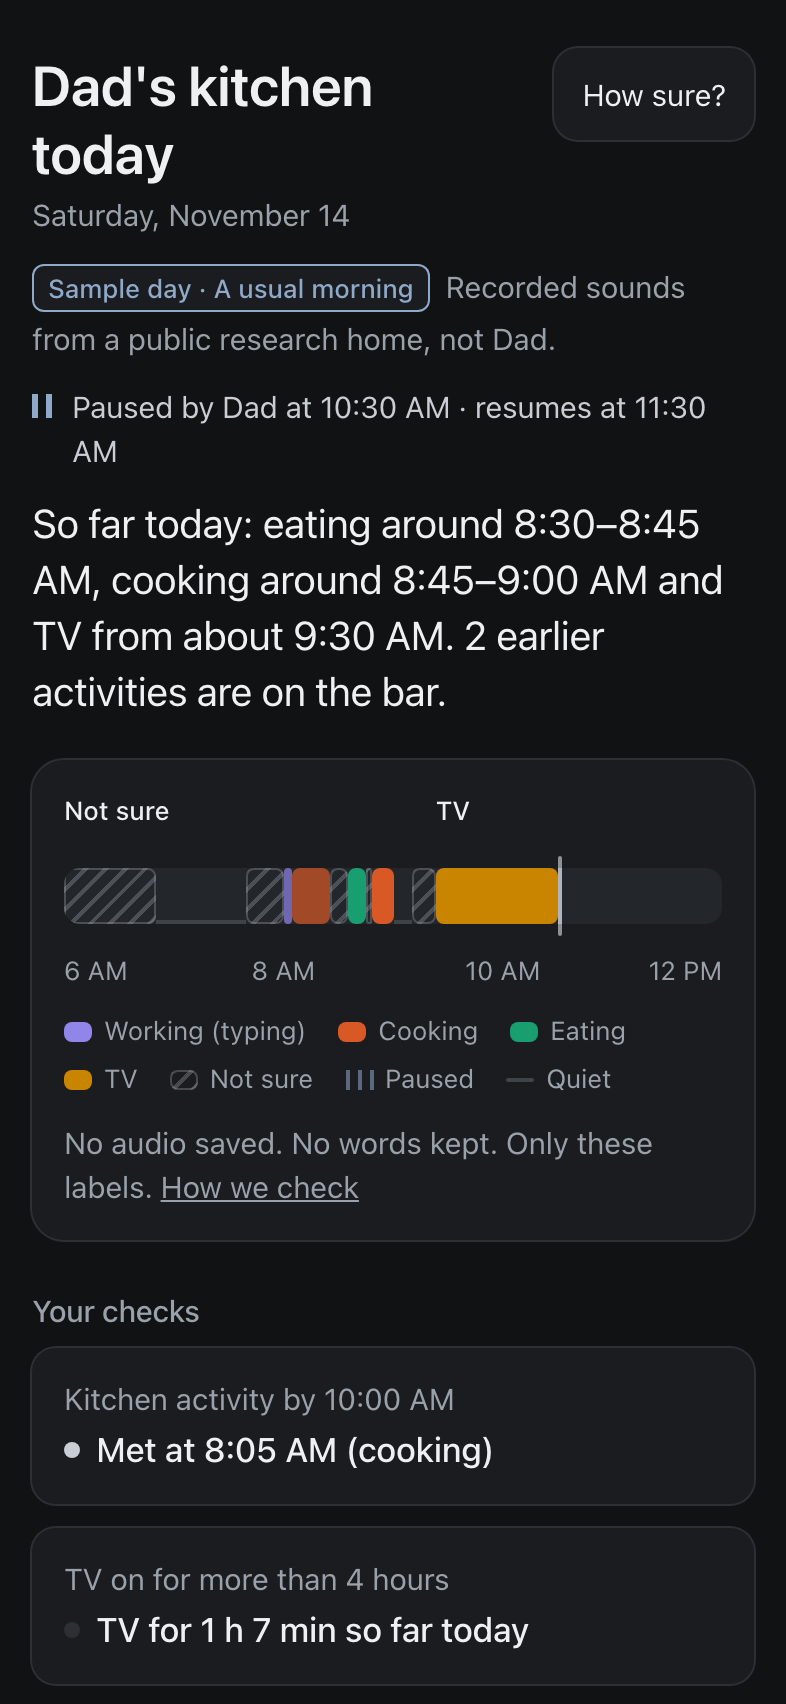 Dad's kitchen
today
How sure?
Saturday, November 14
Sample day · A usual morning Recorded sounds
from a public research home, not Dad.
Paused by Dad at 10:30 AM · resumes at 11:30
AM
So far today: eating around 8:30–8:45
AM, cooking around 8:45–9:00 AM and
TV from about 9:30 AM. 2 earlier
activities are on the bar.
Not sure TV
6 AM 8 AM 10 AM 12 PM
Working (typing) Cooking Eating
TV Not sure Paused Quiet
No audio saved. No words kept. Only these
labels. How we check
Your checks
Kitchen activity by 10:00 AM
Met at 8:05 AM (cooking)
TV on for more than 4 hours
TV for 1 h 7 min so far today